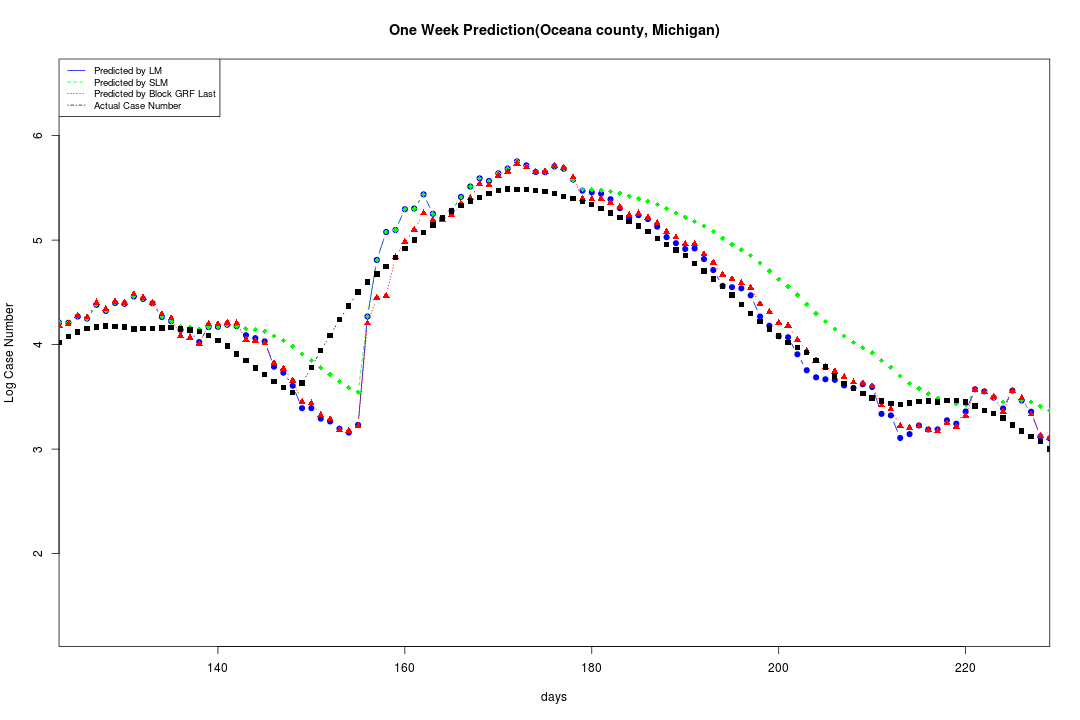 One Week Prediction(Oceana county, Michigan)
Predicted by LM
Predicted by SLM
Predicted by Block GRF Last
Actual Case Number
6
5
4
3
2
Log Case Number
140
160
180
200
220
days